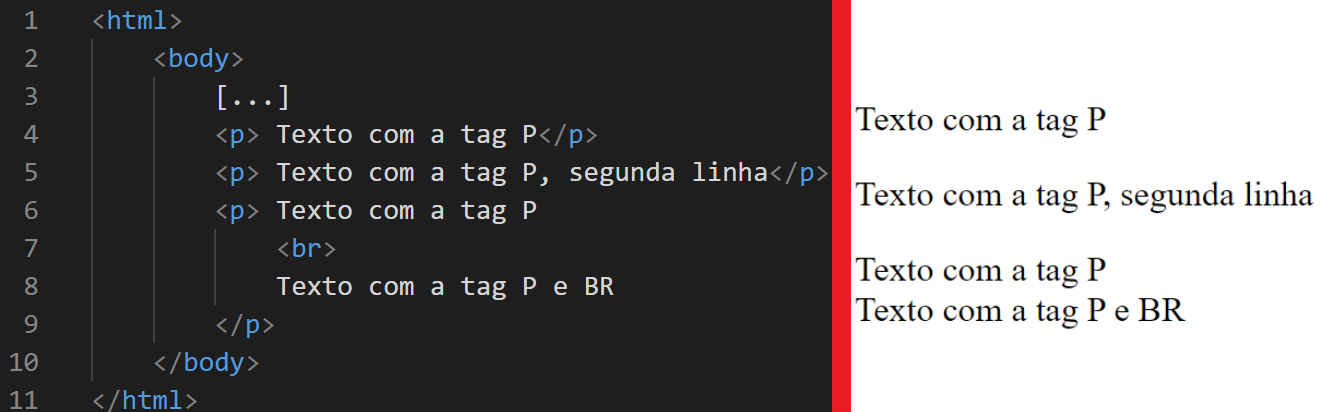 1 <html>
2 <body>
3 [...]
4 <p> Texto com a tag P</p>
5 <p> Texto com a tag P, segunda linha</p>
6 <p> Texto com a tag P
7 <br>
8 Texto com a tag P e BR
9 </p>
10 </body>
11 </html>
Texto com a tag P
Texto com a tag P, segunda linha
Texto com a tag P
Texto com a tag P e BR